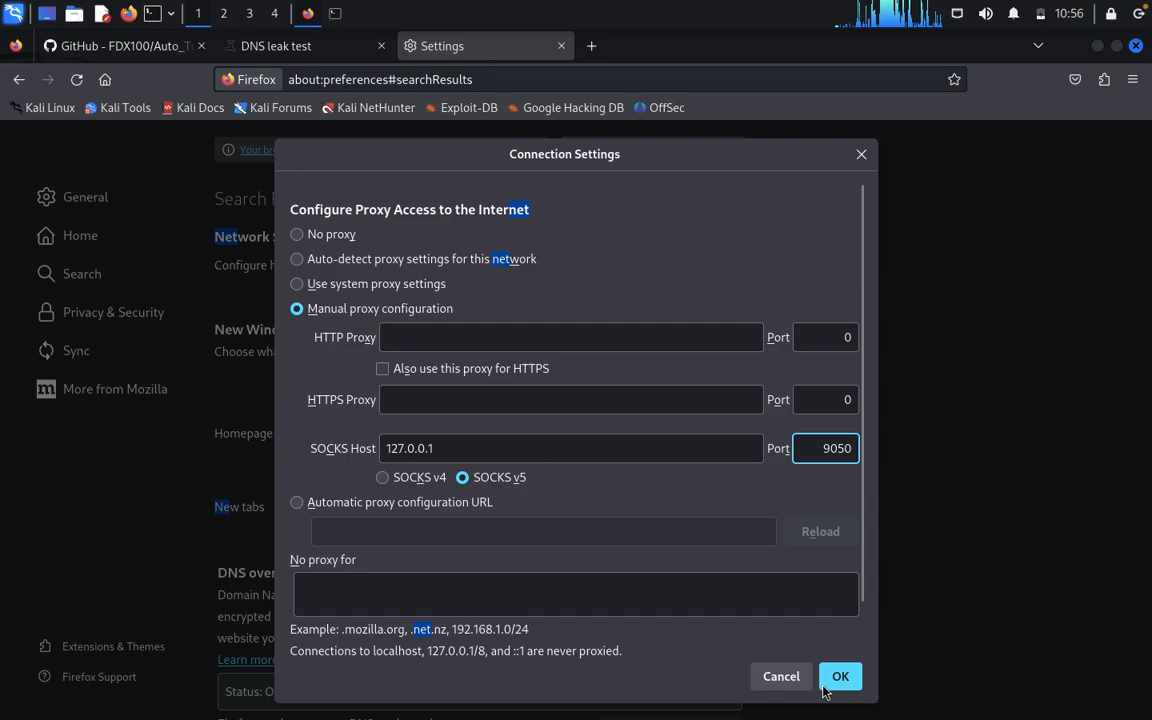 1 2 3 4
10:56
GitHub - FDX100/Auto_T
DNS leak test
Settings
Firefox
about:preferences#searchResults
Kali Linux Kali Tools Kali Docs Kali Forums Kali NetHunter Exploit-DB Google Hacking DB OffSec
Your br
Connection Settings
General
Home
Search
Privacy & Security
Sync
More from Mozilla
Extensions & Themes
Firefox Support
Search
Network S
Configure h
New Wind
Choose wha
Homepage
New tabs
DNS over
Domain Na
encrypted
website yo
Learn more
Status: O
Configure Proxy Access to the Internet
No proxy
Auto-detect proxy settings for this network
Use system proxy settings
Manual proxy configuration
HTTP Proxy Port 0
Also use this proxy for HTTPS
HTTPS Proxy Port 0
SOCKS Host 127.0.0.1 Port 9050
SOCKS v4 SOCKS v5
Automatic proxy configuration URL
Reload
No proxy for
Example: .mozilla.org, .net.nz, 192.168.1.0/24
Connections to localhost, 127.0.0.1/8, and ::1 are never proxied.
Cancel OK